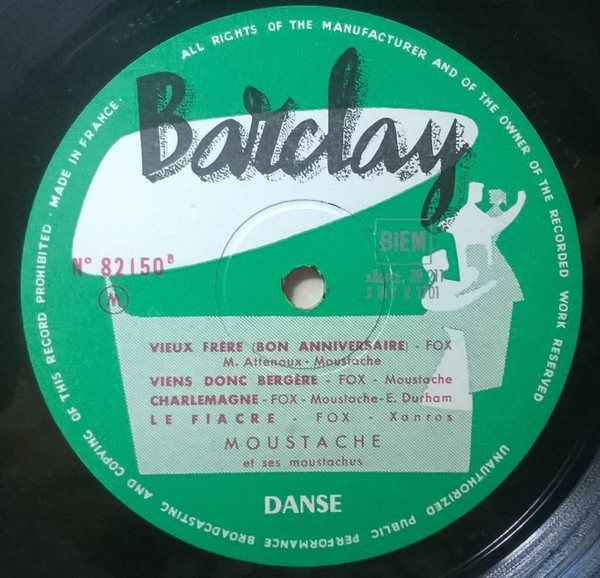 ALL RIGHTS OF THE MANUFACTURER AND OF THE OWNER OF THE RECORDED WORK RESERVED
UNAUTHORIZED PUBLIC PERFORMANCE BROADCASTING AND COPYING OF THIS RECORD PROHIBITED · MADE IN FRANCE.
Barclay
BIEM
N° 82150 B
M
VIEUX FRÈRE (BON ANNIVERSAIRE) - FOX
M. Attenoux - Moustache
VIENS DONC BERGÈRE - FOX - Moustache
CHARLEMAGNE - FOX - Moustache - E. Durham
LE FIACRE - FOX - Xanros
MOUSTACHE
et ses moustachus
DANSE